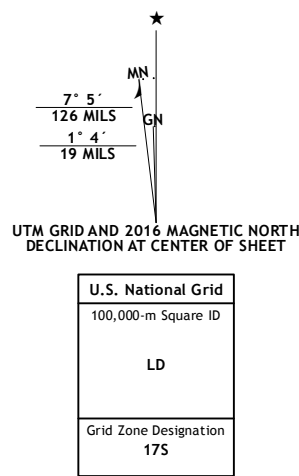 MN
7° 5´
126 MILS
GN
1° 4´
19 MILS
UTM GRID AND 2016 MAGNETIC NORTH
DECLINATION AT CENTER OF SHEET
U.S. National Grid
100,000-m Square ID
LD
Grid Zone Designation
17S